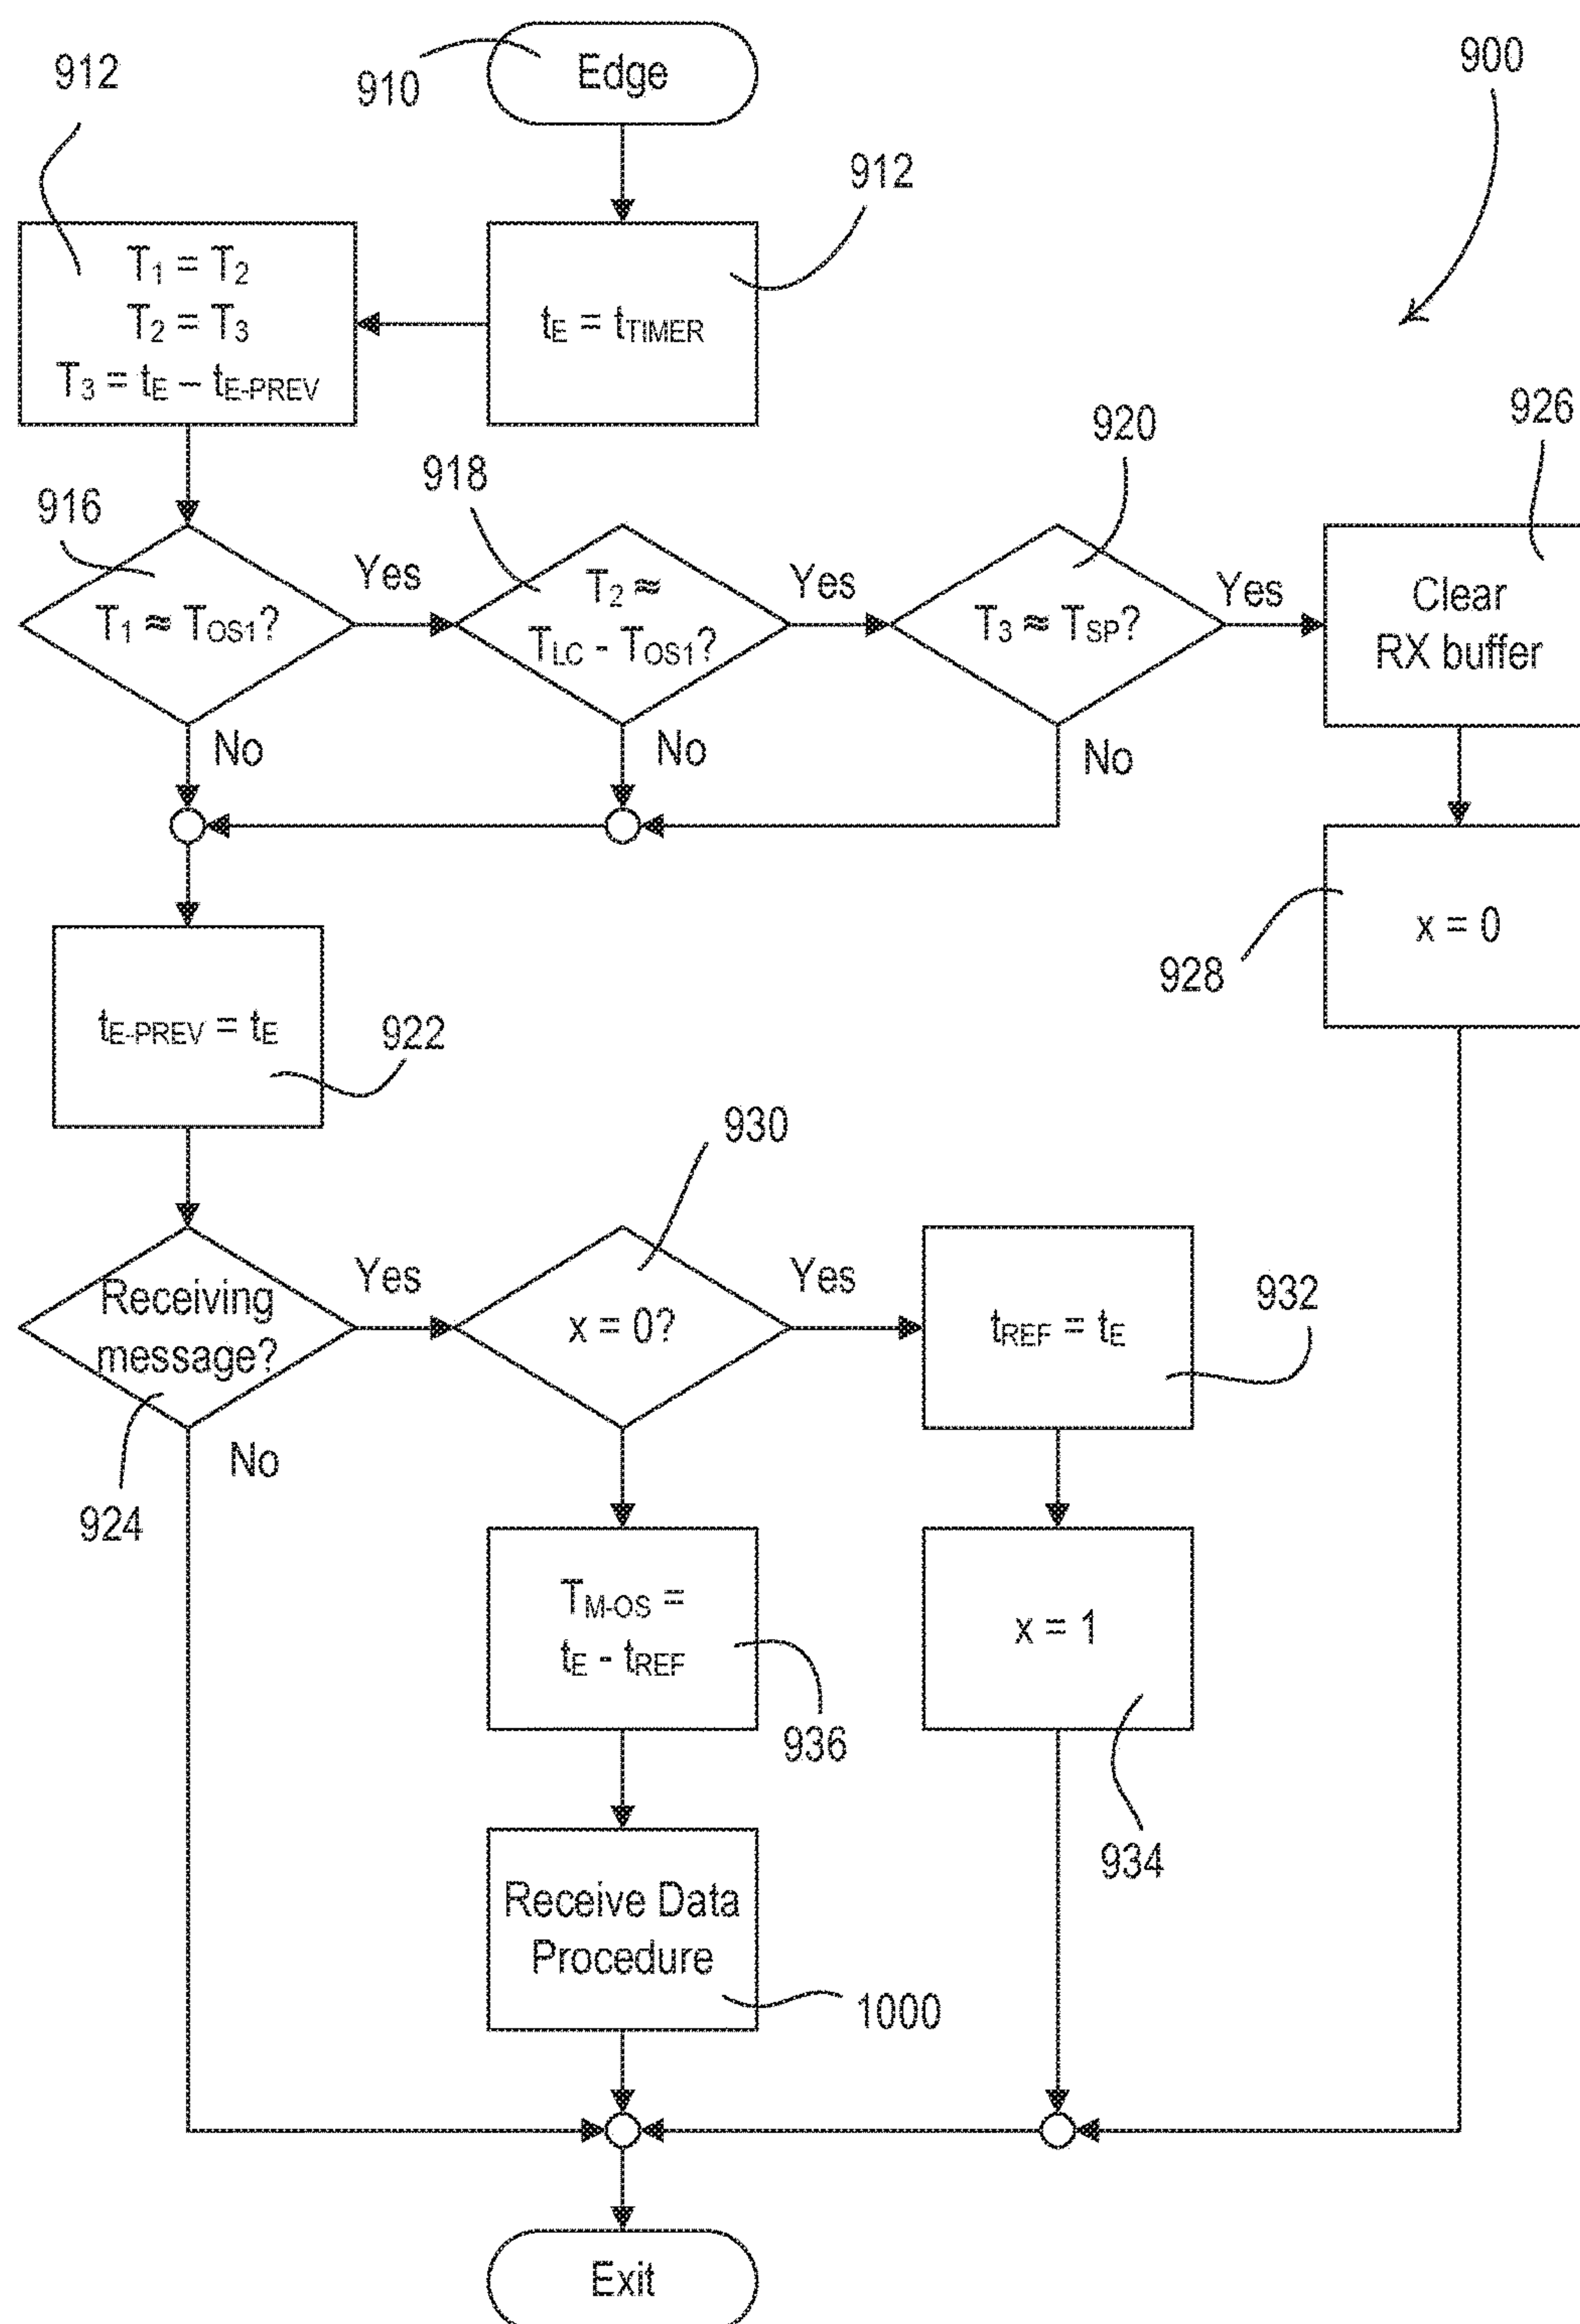 910
Edge
900
912
912
T₁ = T₂
T₂ = T₃
T₃ = tE – tE-PREV
tE = tTIMER
916
918
920
926
T₁ ≈ TOS1?
Yes
T₂ ≈
TLC - TOS1?
Yes
T₃ ≈ TSP?
Yes
Clear
RX buffer
No
No
No
928
x = 0
tE-PREV = tE
922
930
Receiving
message?
Yes
x = 0?
Yes
tREF = tE
932
924
No
TM-OS =
tE - tREF
936
x = 1
934
Receive Data
Procedure
1000
Exit